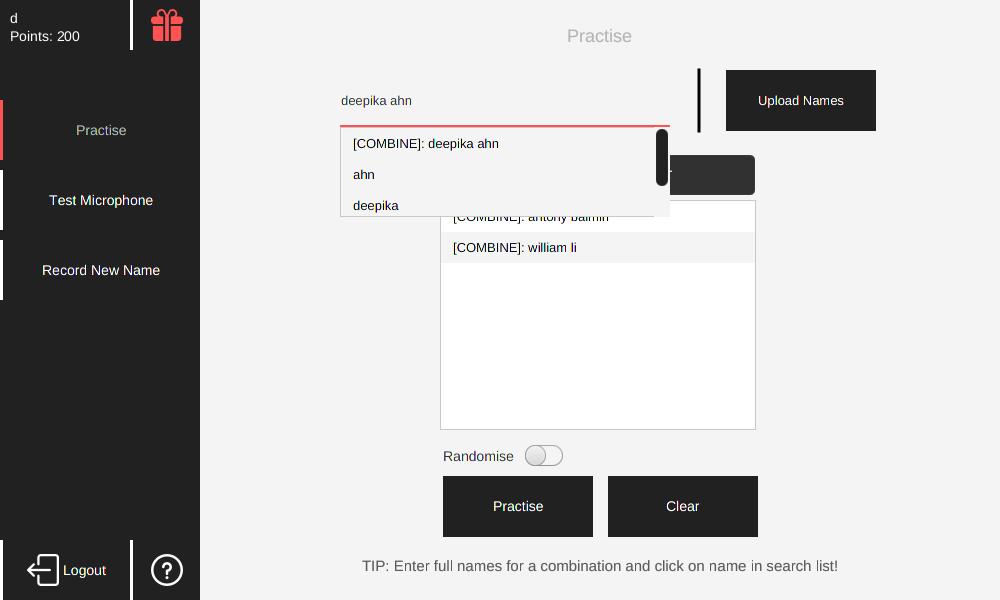 d
Points: 200
Practise
Test Microphone
Record New Name
Logout
Practise
deepika ahn
Upload Names
[COMBINE]: deepika ahn
ahn
deepika
[COMBINE]: antony balmin
[COMBINE]: william li
Randomise
Practise
Clear
TIP: Enter full names for a combination and click on name in search list!